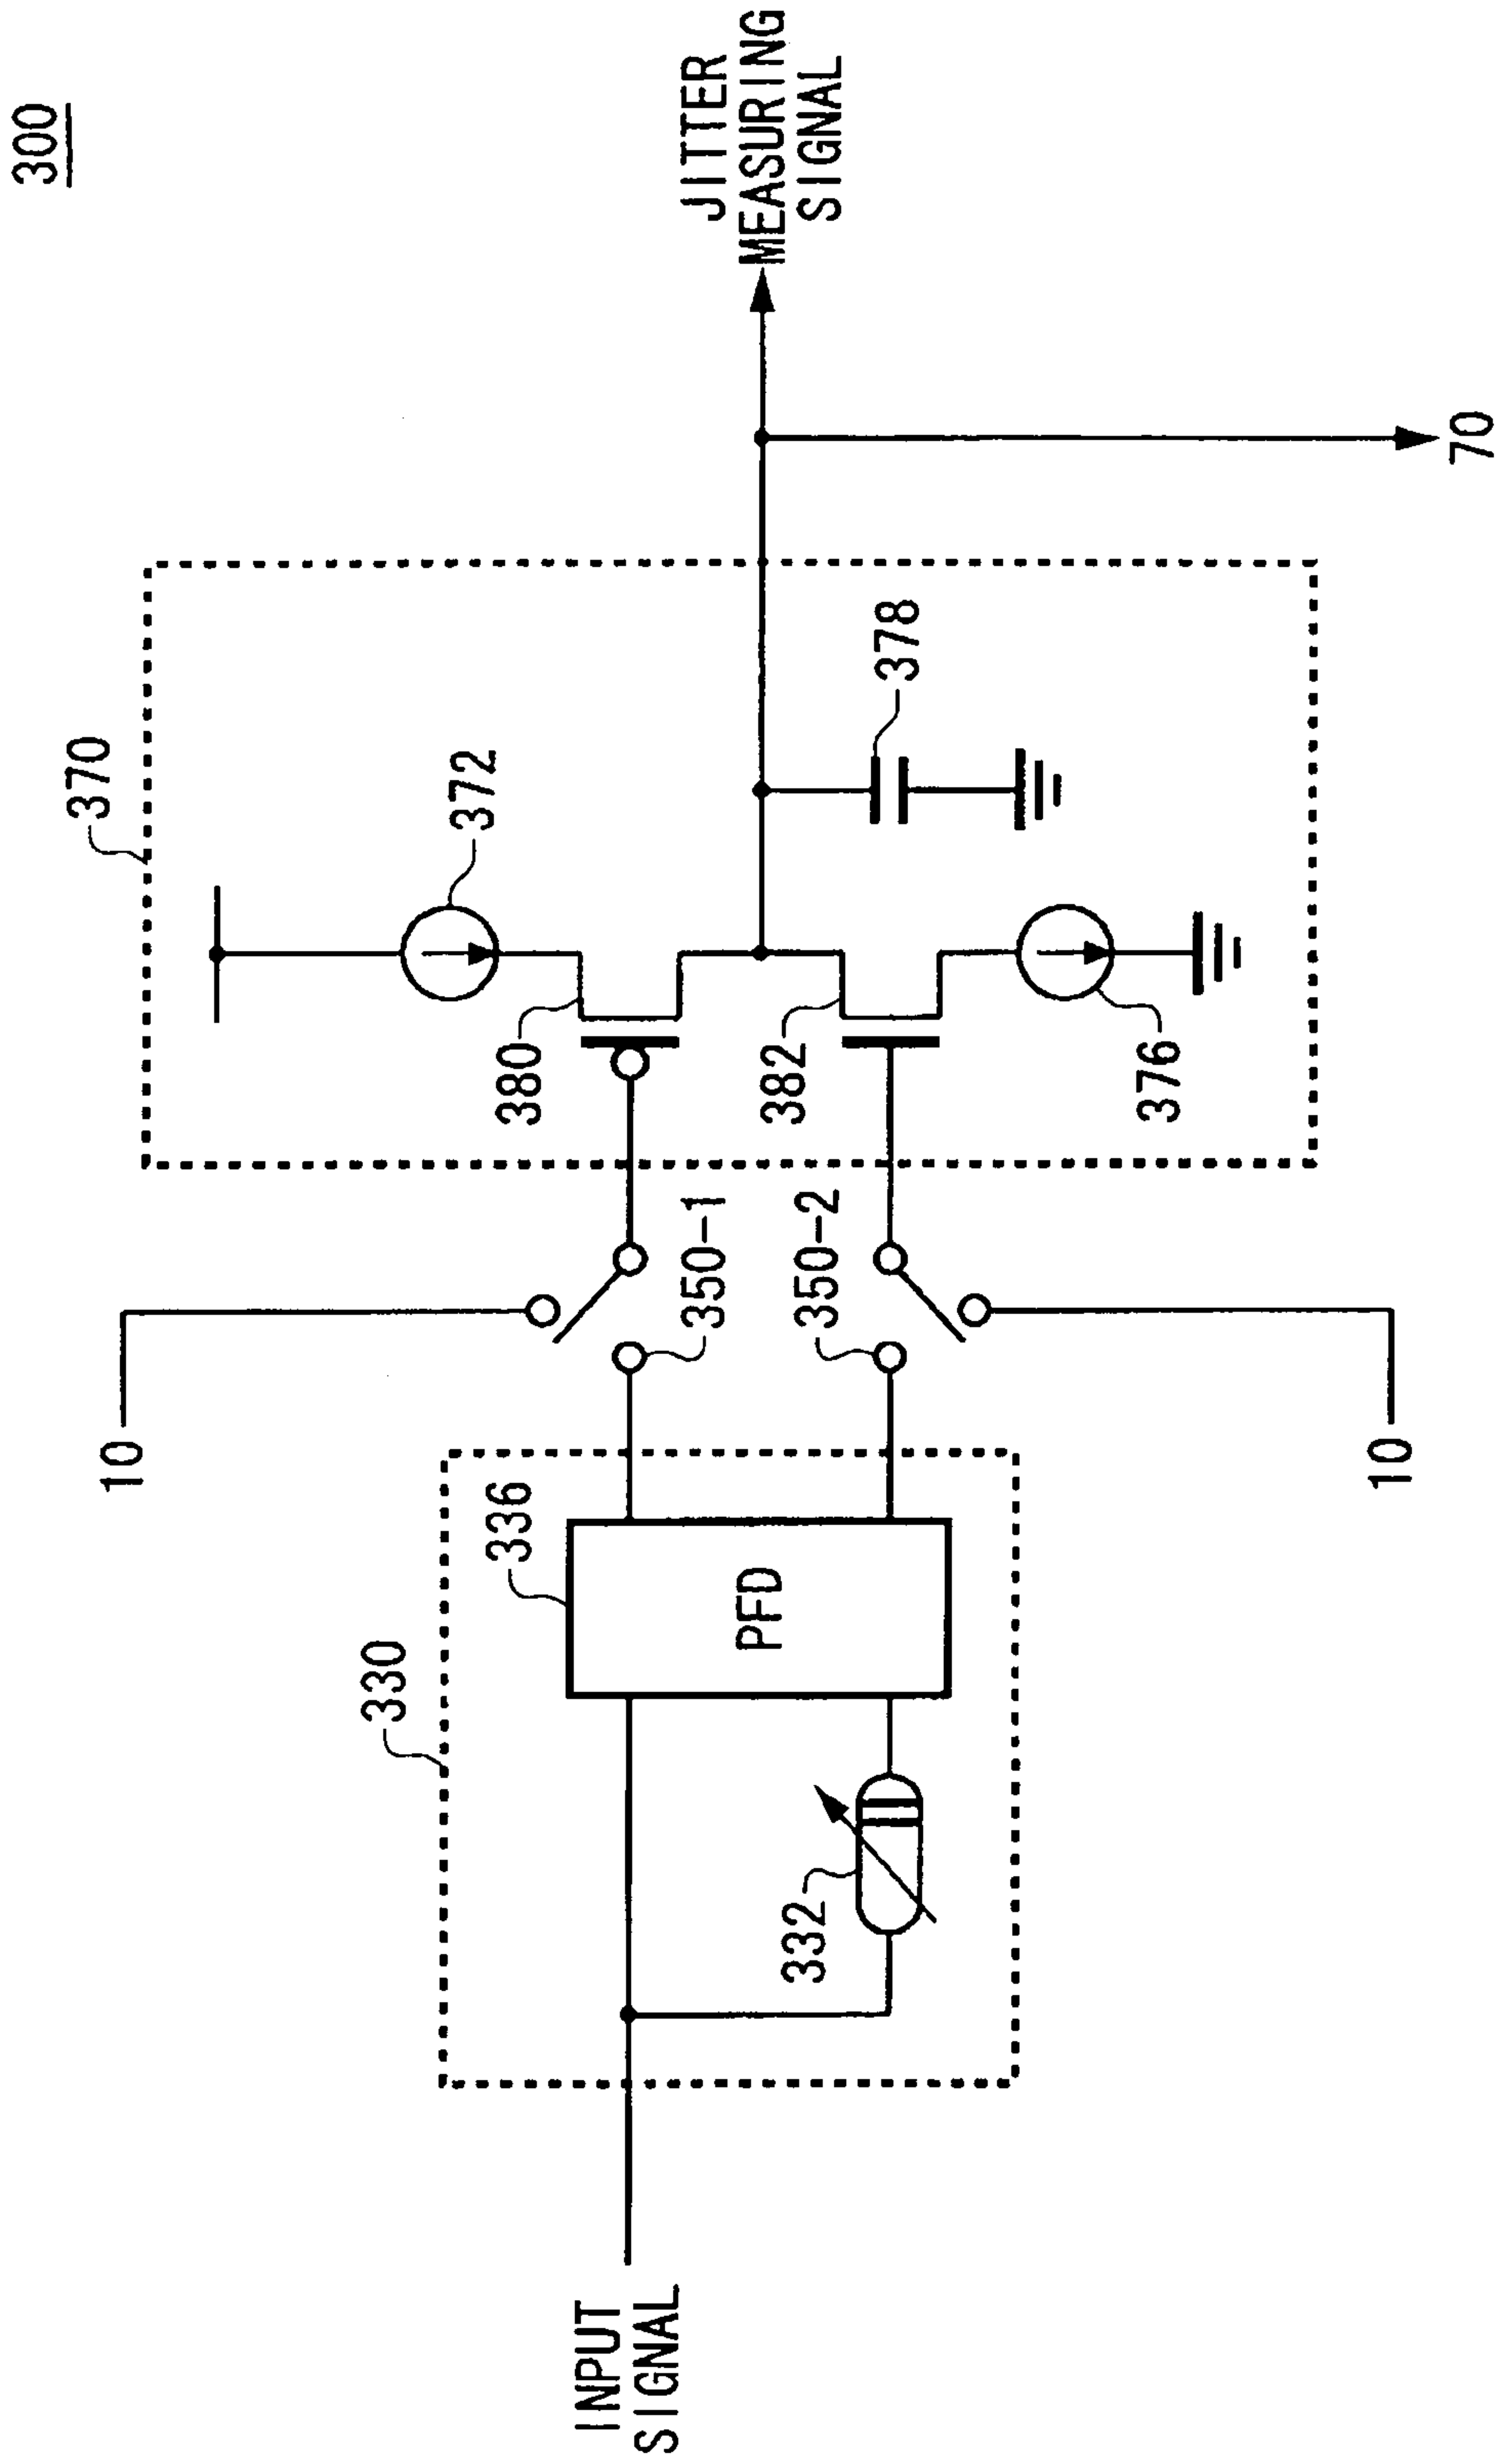 300
370
372
10
380
378
JITTER
MEASURING
SIGNAL
330
336
350-1
INPUT
SIGNAL
PFD
382
350-2
332
376
10
70